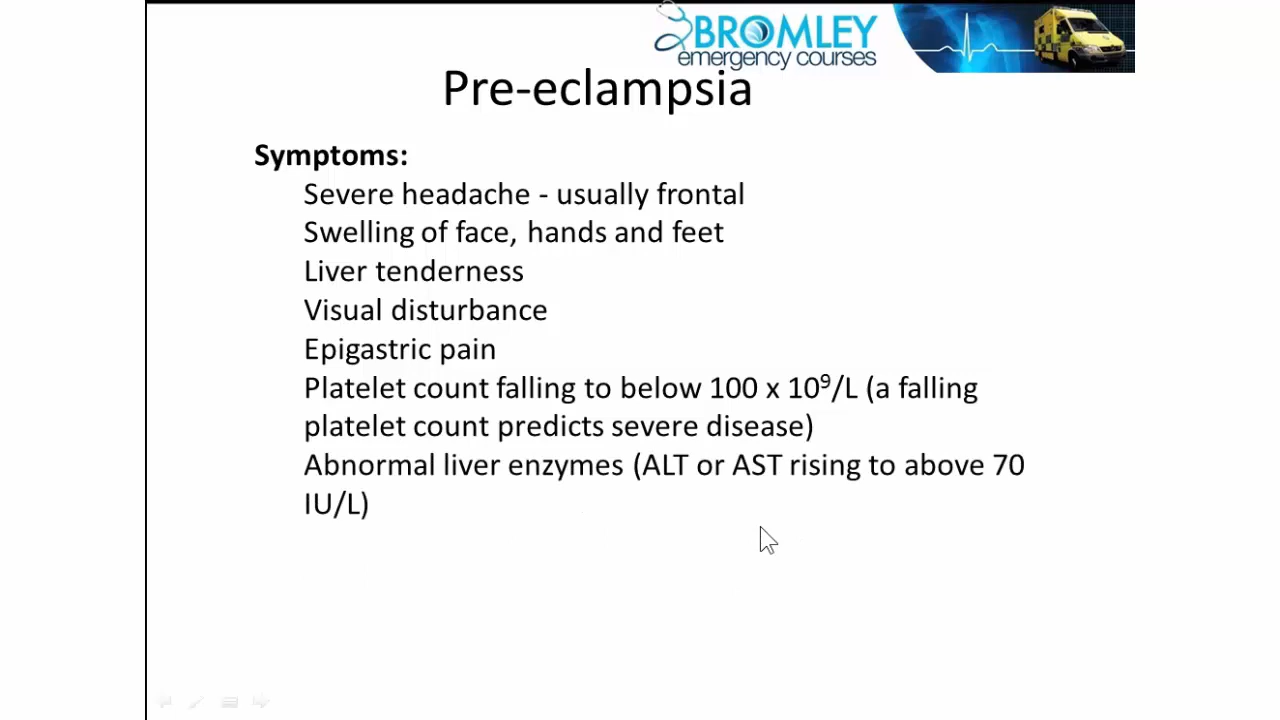 BROMLEY
emergency courses
Pre-eclampsia
Symptoms:
Severe headache - usually frontal
Swelling of face, hands and feet
Liver tenderness
Visual disturbance
Epigastric pain
Platelet count falling to below 100 x 10⁹/L (a falling
platelet count predicts severe disease)
Abnormal liver enzymes (ALT or AST rising to above 70
IU/L)